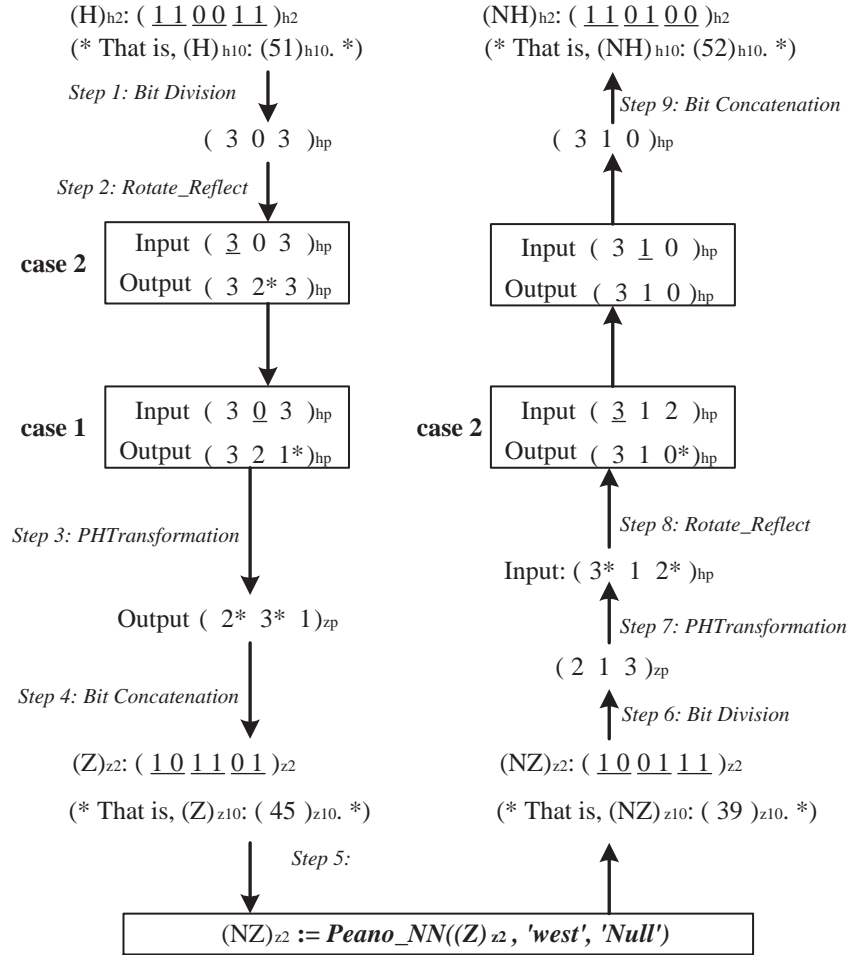 (H)h2: ( 1 1 0 0 1 1 )h2
(* That is, (H)h10: (51)h10. *)
Step 1: Bit Division
( 3 0 3 )hp
Step 2: Rotate_Reflect
case 2
Input ( 3 0 3 )hp
Output ( 3 2* 3 )hp
case 1
Input ( 3 0 3 )hp
Output ( 3 2 1*)hp
Step 3: PHTransformation
Output ( 2* 3* 1)zp
Step 4: Bit Concatenation
(Z)z2: ( 1 0 1 1 0 1 )z2
(* That is, (Z)z10: ( 45 )z10. *)
Step 5:
(NZ)z2 := Peano_NN((Z)z2 , 'west', 'Null')
(NH)h2: ( 1 1 0 1 0 0 )h2
(* That is, (NH)h10: (52)h10. *)
Step 9: Bit Concatenation
( 3 1 0 )hp
Input ( 3 1 0 )hp
Output ( 3 1 0 )hp
case 2
Input ( 3 1 2 )hp
Output ( 3 1 0*)hp
Step 8: Rotate_Reflect
Input: ( 3* 1 2* )hp
Step 7: PHTransformation
( 2 1 3 )zp
Step 6: Bit Division
(NZ)z2: ( 1 0 0 1 1 1 )z2
(* That is, (NZ)z10: ( 39 )z10. *)